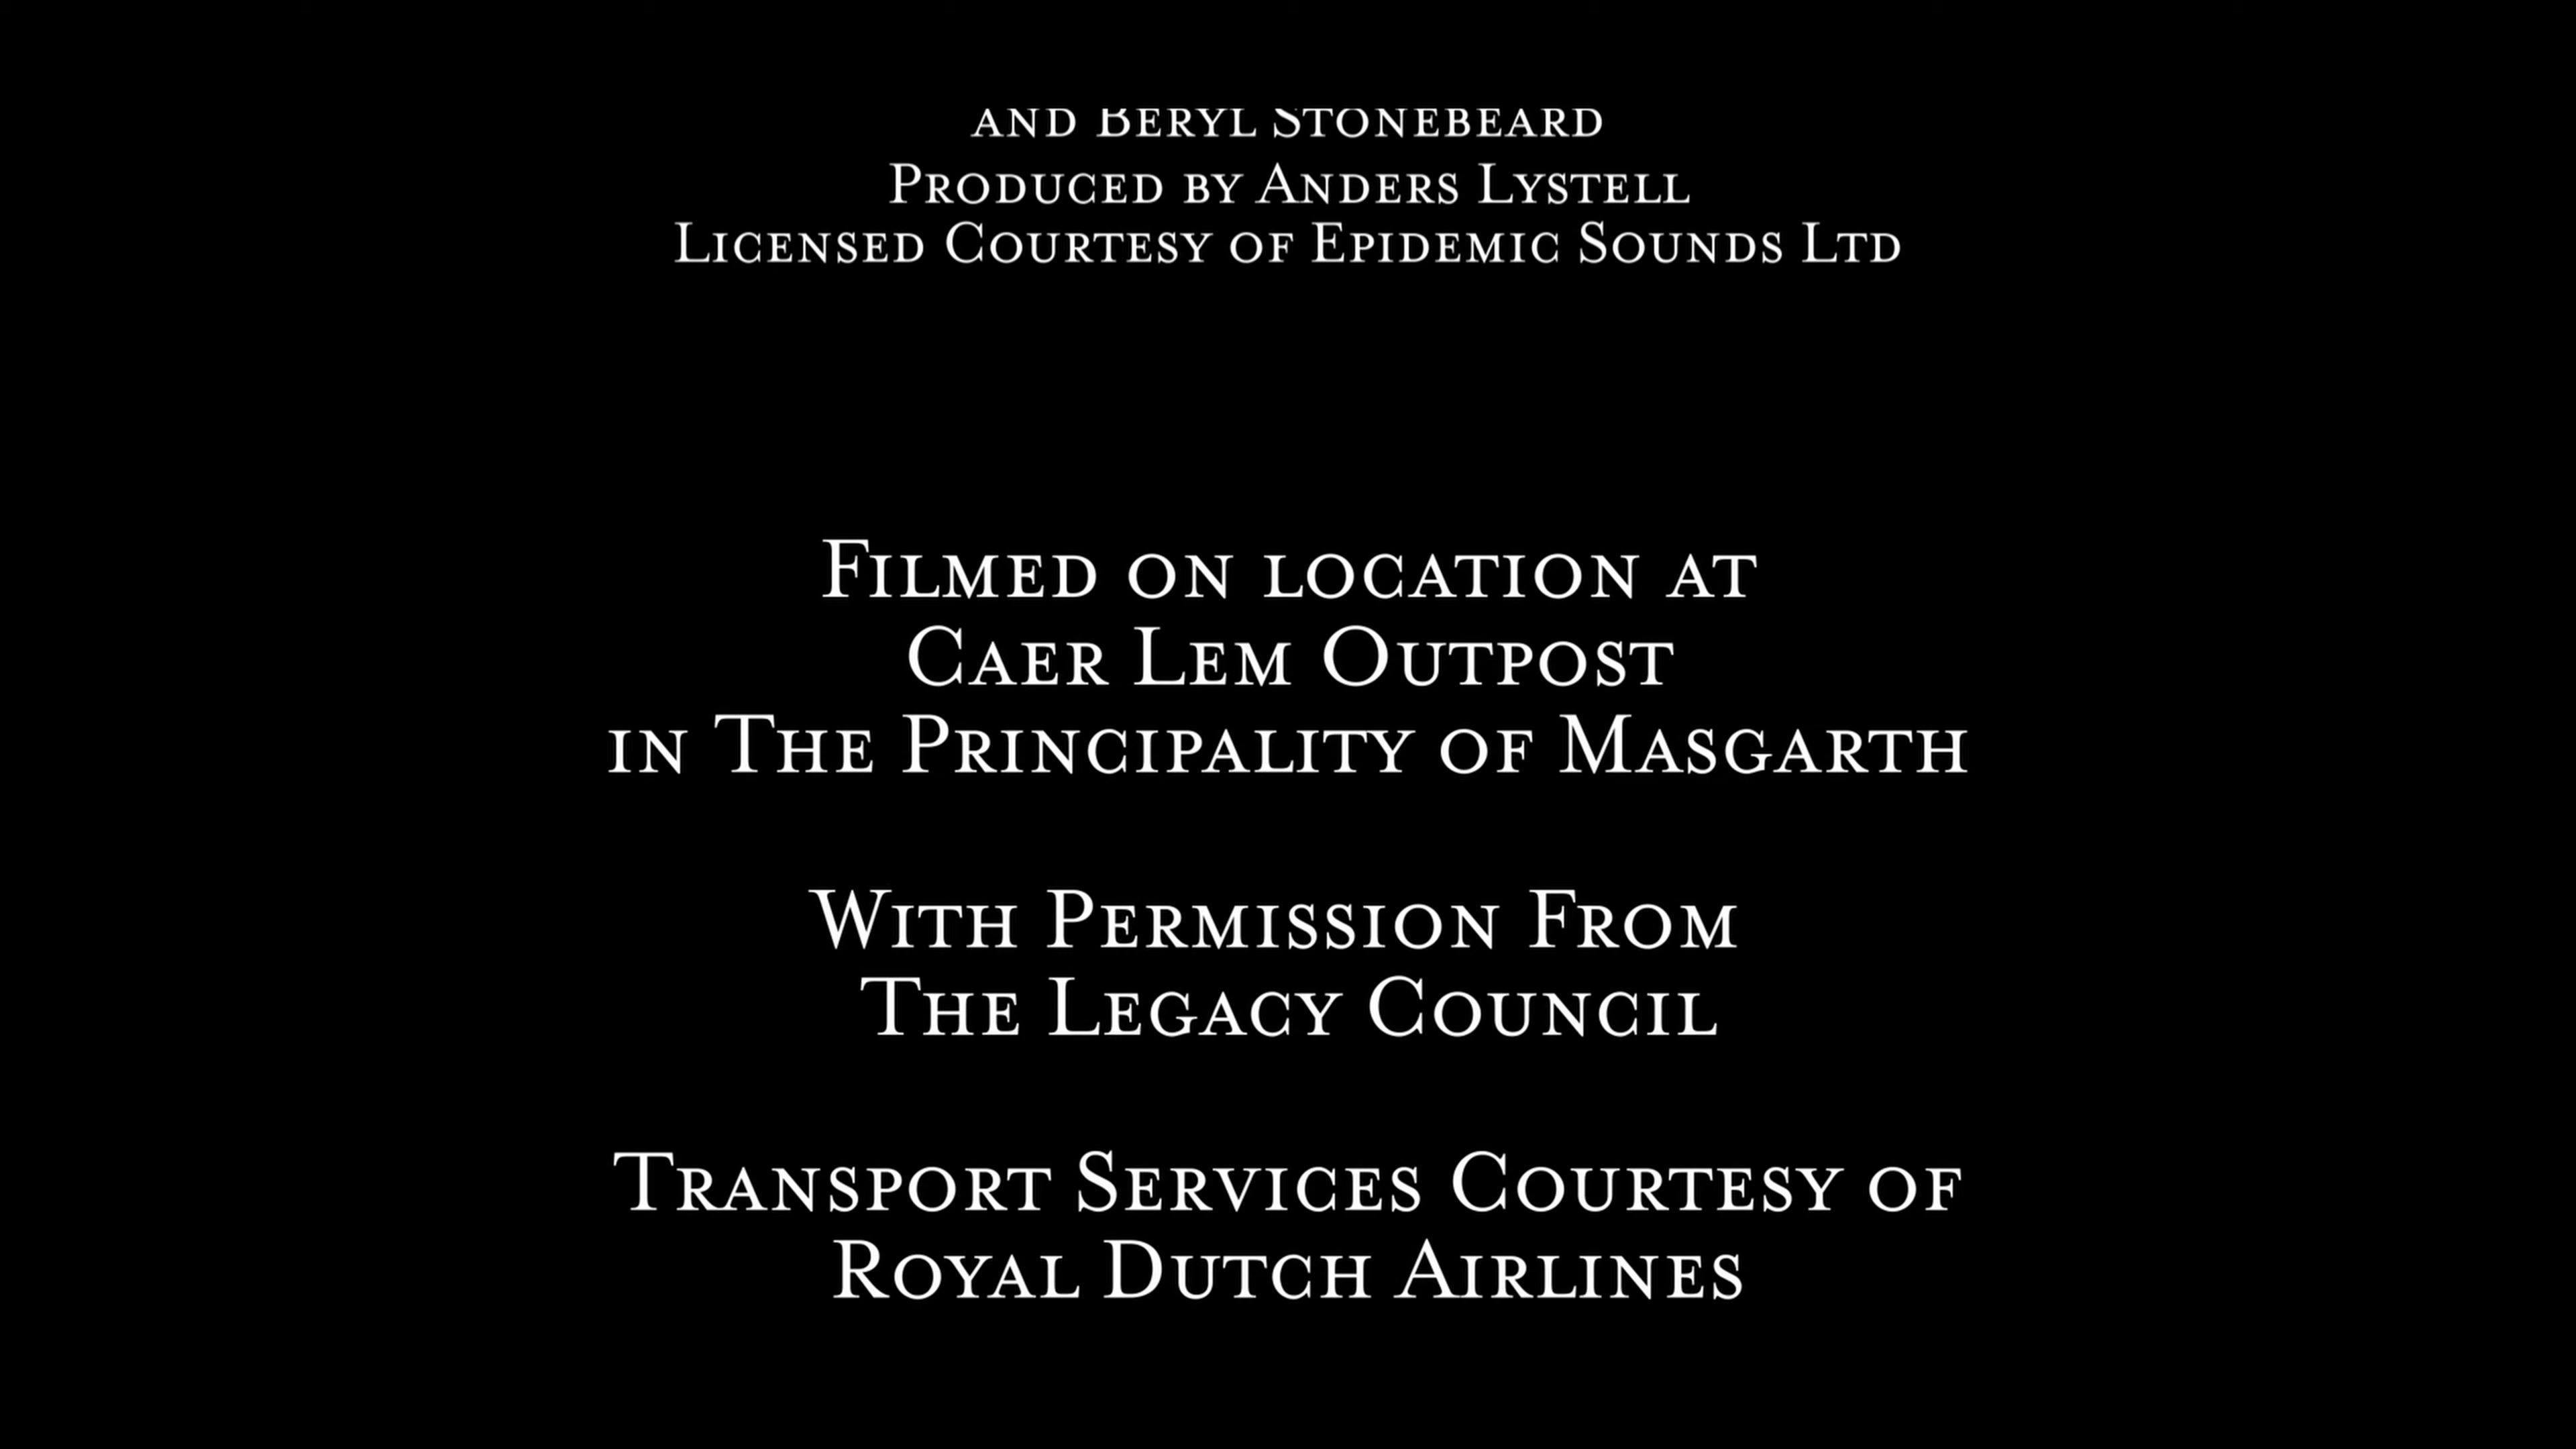 and Beryl Stonebeard
Produced by Anders Lystell
Licensed Courtesy of Epidemic Sounds Ltd
Filmed on location at
Caer Lem Outpost
in The Principality of Masgarth
With Permission From
The Legacy Council
Transport Services Courtesy of
Royal Dutch Airlines